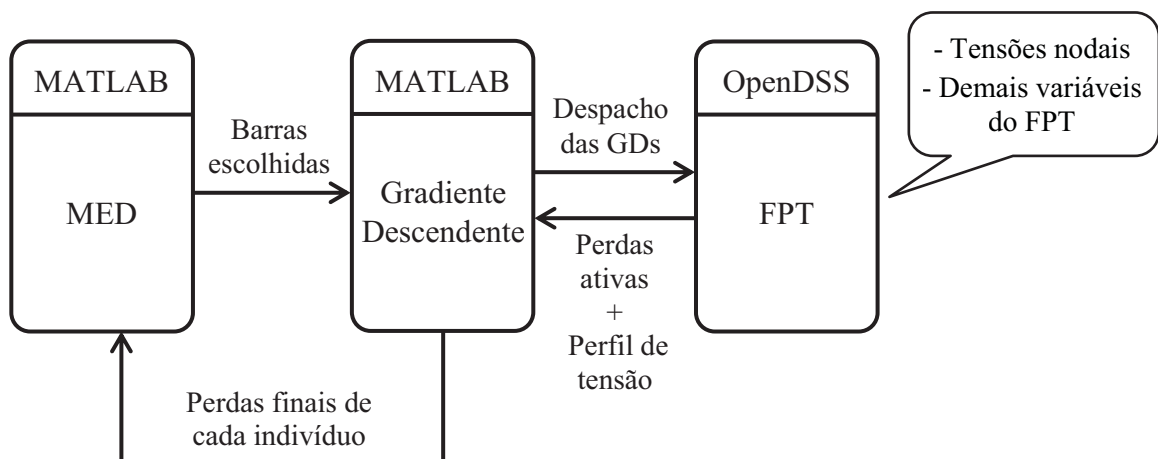 MATLAB
MED
Barras
escolhidas
MATLAB
Gradiente
Descendente
Despacho
das GDs
Perdas
ativas
+
Perfil de
tensão
OpenDSS
FPT
- Tensões nodais
- Demais variáveis
do FPT
Perdas finais de
cada indivíduo